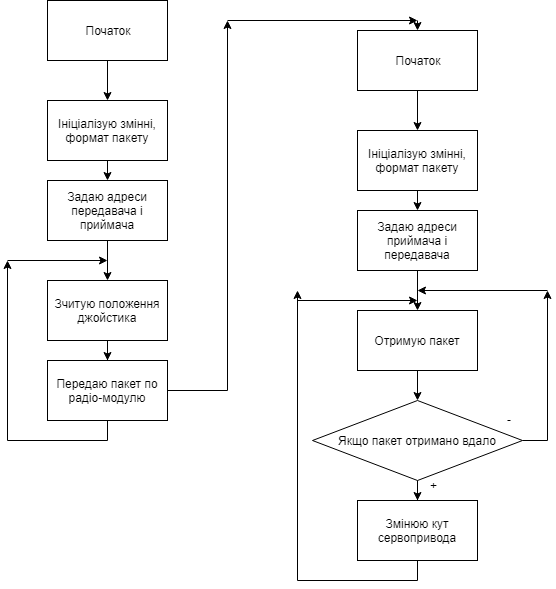 Початок
Ініціалізую змінні,
формат пакету
Задаю адреси
передавача і
приймача
Зчитую положення
джойстика
Передаю пакет по
радіо-модулю
Початок
Ініціалізую змінні,
формат пакету
Задаю адреси
приймача і
передавача
Отримую пакет
Якщо пакет отримано вдало
-
+
Змінюю кут
сервопривода